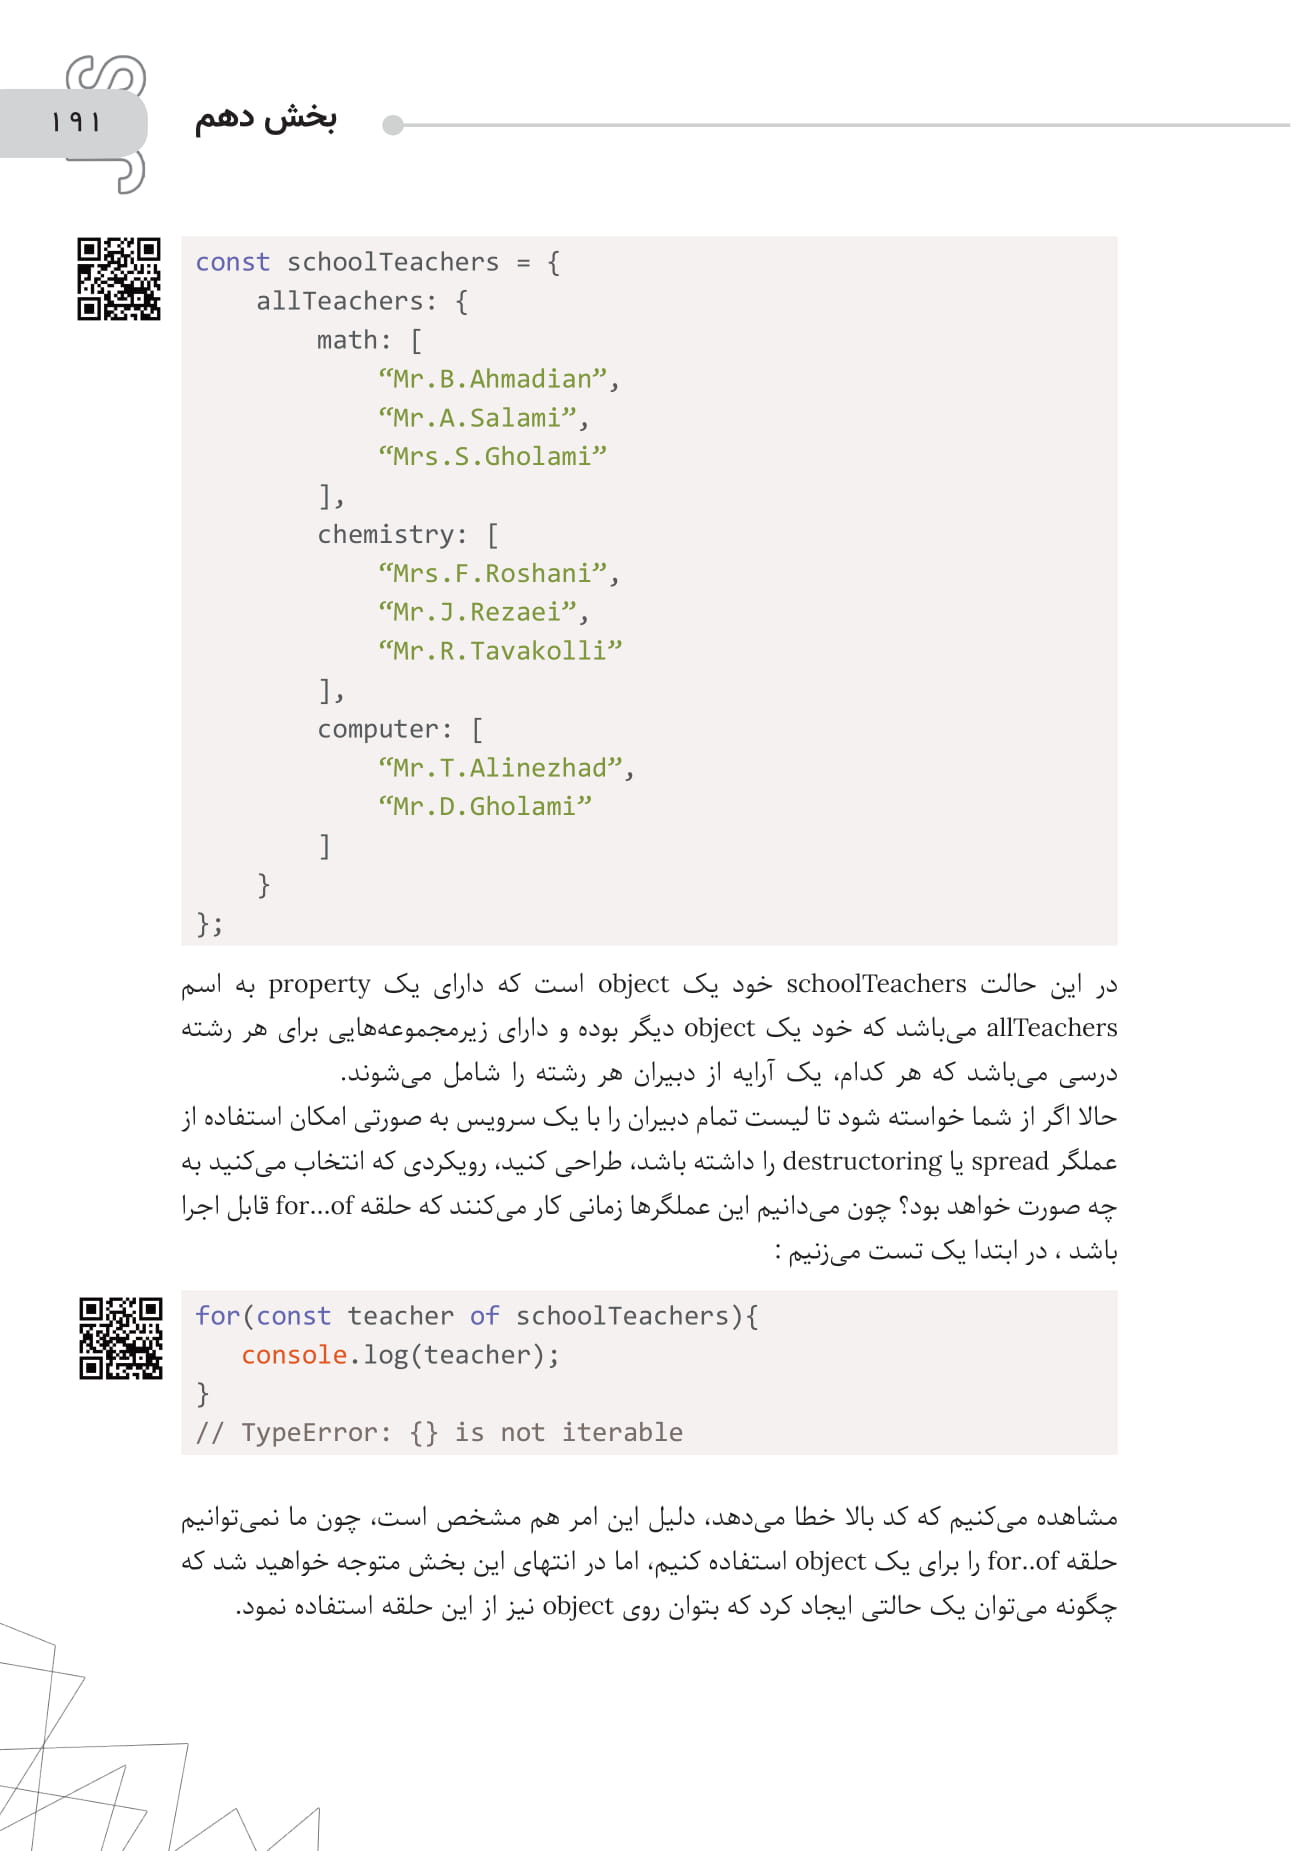 JS
۱۹۱
بخش دهم
const schoolTeachers = {
    allTeachers: {
        math: [
            “Mr.B.Ahmadian”,
            “Mr.A.Salami”,
            “Mrs.S.Gholami”
        ],
        chemistry: [
            “Mrs.F.Roshani”,
            “Mr.J.Rezaei”,
            “Mr.R.Tavakolli”
        ],
        computer: [
            “Mr.T.Alinezhad”,
            “Mr.D.Gholami”
        ]
    }
};
در این حالت schoolTeachers خود یک object است که دارای یک property به اسم
allTeachers می‌باشد که خود یک object دیگر بوده و دارای زیرمجموعه‌هایی برای هر رشته
درسی می‌باشد که هر کدام، یک آرایه از دبیران هر رشته را شامل می‌شوند.
حالا اگر از شما خواسته شود تا لیست تمام دبیران را با یک سرویس به صورتی امکان استفاده از
عملگر spread یا destructoring را داشته باشد، طراحی کنید، رویکردی که انتخاب می‌کنید به
چه صورت خواهد بود؟ چون می‌دانیم این عملگرها زمانی کار می‌کنند که حلقه for...of قابل اجرا
باشد ، در ابتدا یک تست می‌زنیم :
for(const teacher of schoolTeachers){
   console.log(teacher);
}
// TypeError: {} is not iterable
مشاهده می‌کنیم که کد بالا خطا می‌دهد، دلیل این امر هم مشخص است، چون ما نمی‌توانیم
حلقه for..of را برای یک object استفاده کنیم، اما در انتهای این بخش متوجه خواهید شد که
چگونه می‌توان یک حالتی ایجاد کرد که بتوان روی object نیز از این حلقه استفاده نمود.